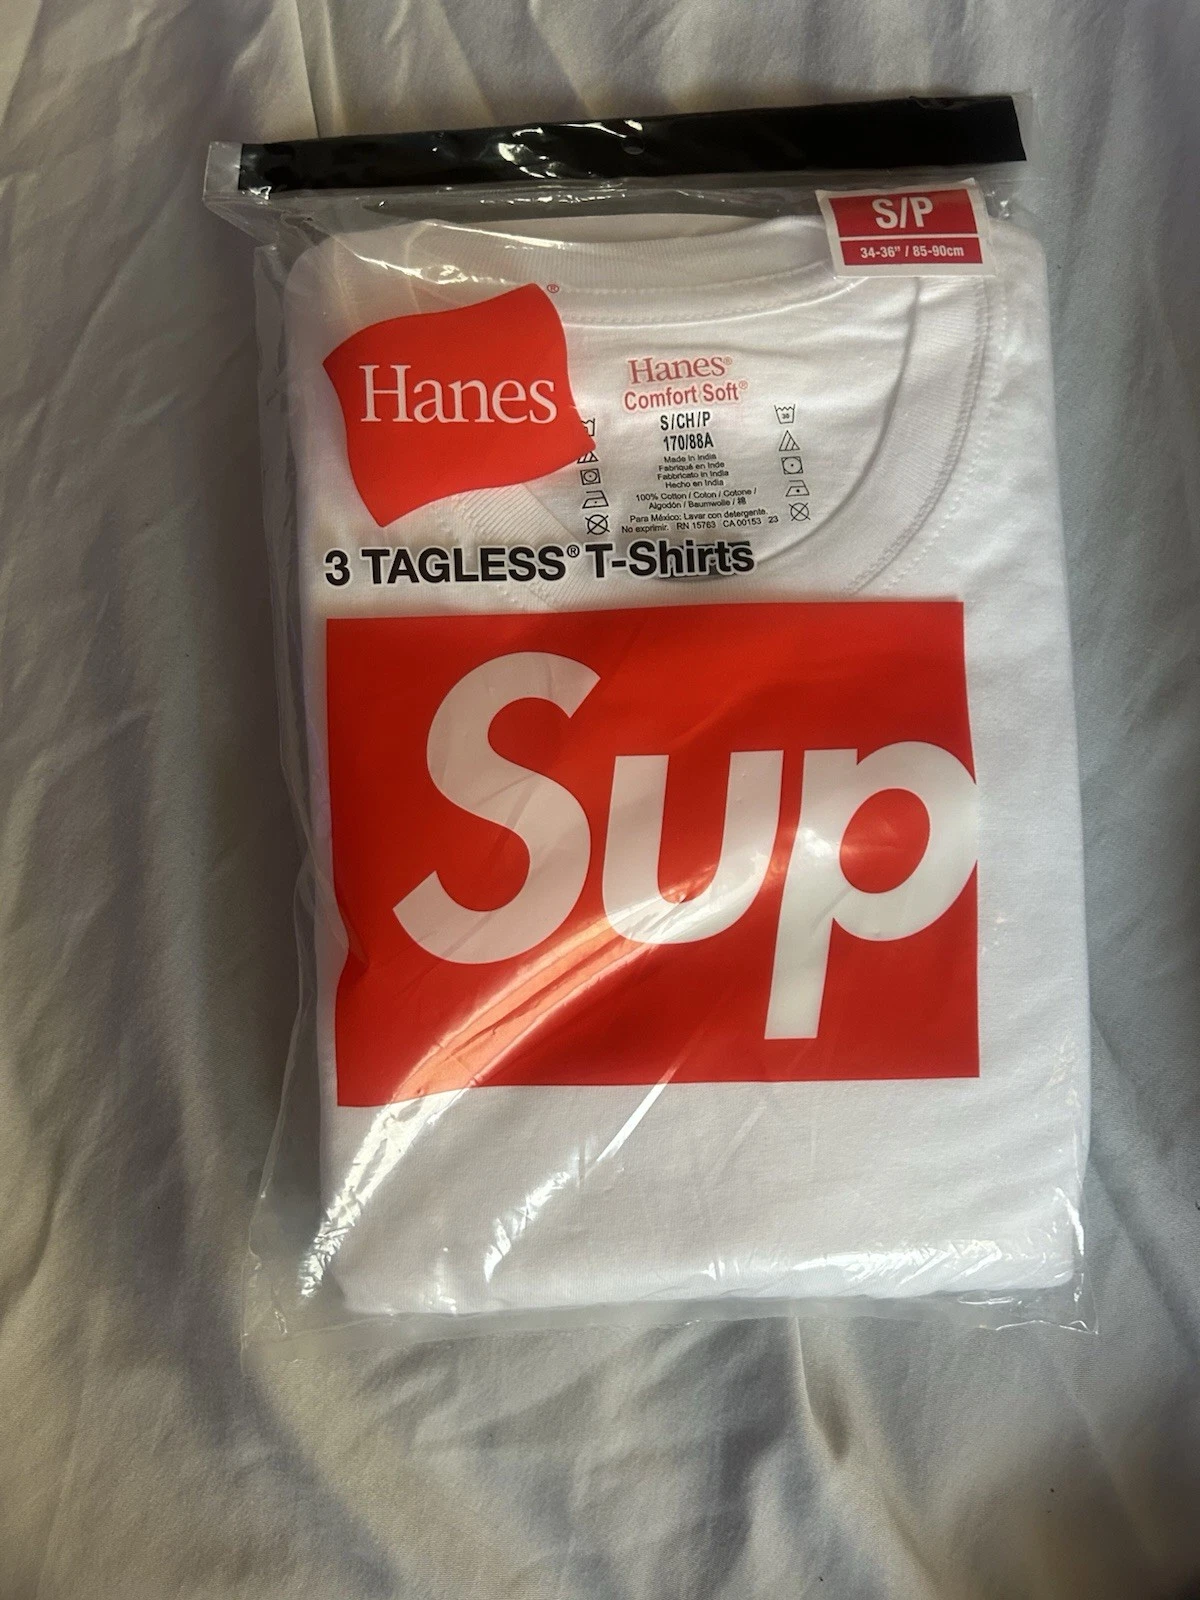 S/P
34-36" / 85-90cm
Hanes®
Hanes®
Comfort Soft®
S/CH/P
170/88A
Made in India
Fabriqué en Inde
Fabbricato in India
Hecho en India
100% Cotton / Coton / Cotone /
Algodón / Baumwolle / 綿
Para México: Lavar con detergente.
No exprimir. RN 15763 CA 00153 23
30
3 TAGLESS® T-Shirts
Sup